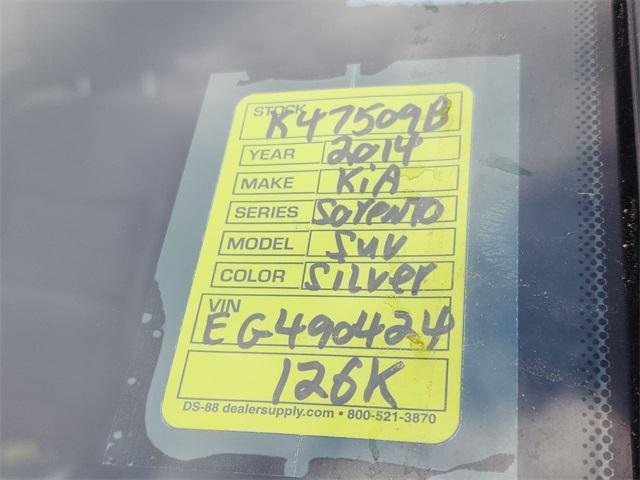 STOCK K47509B
YEAR 2014
MAKE KiA
SERIES SorENTO
MODEL Suv
COLOR SiLver
VIN
EG490424
126K
DS-88 dealersupply.com • 800-521-3870